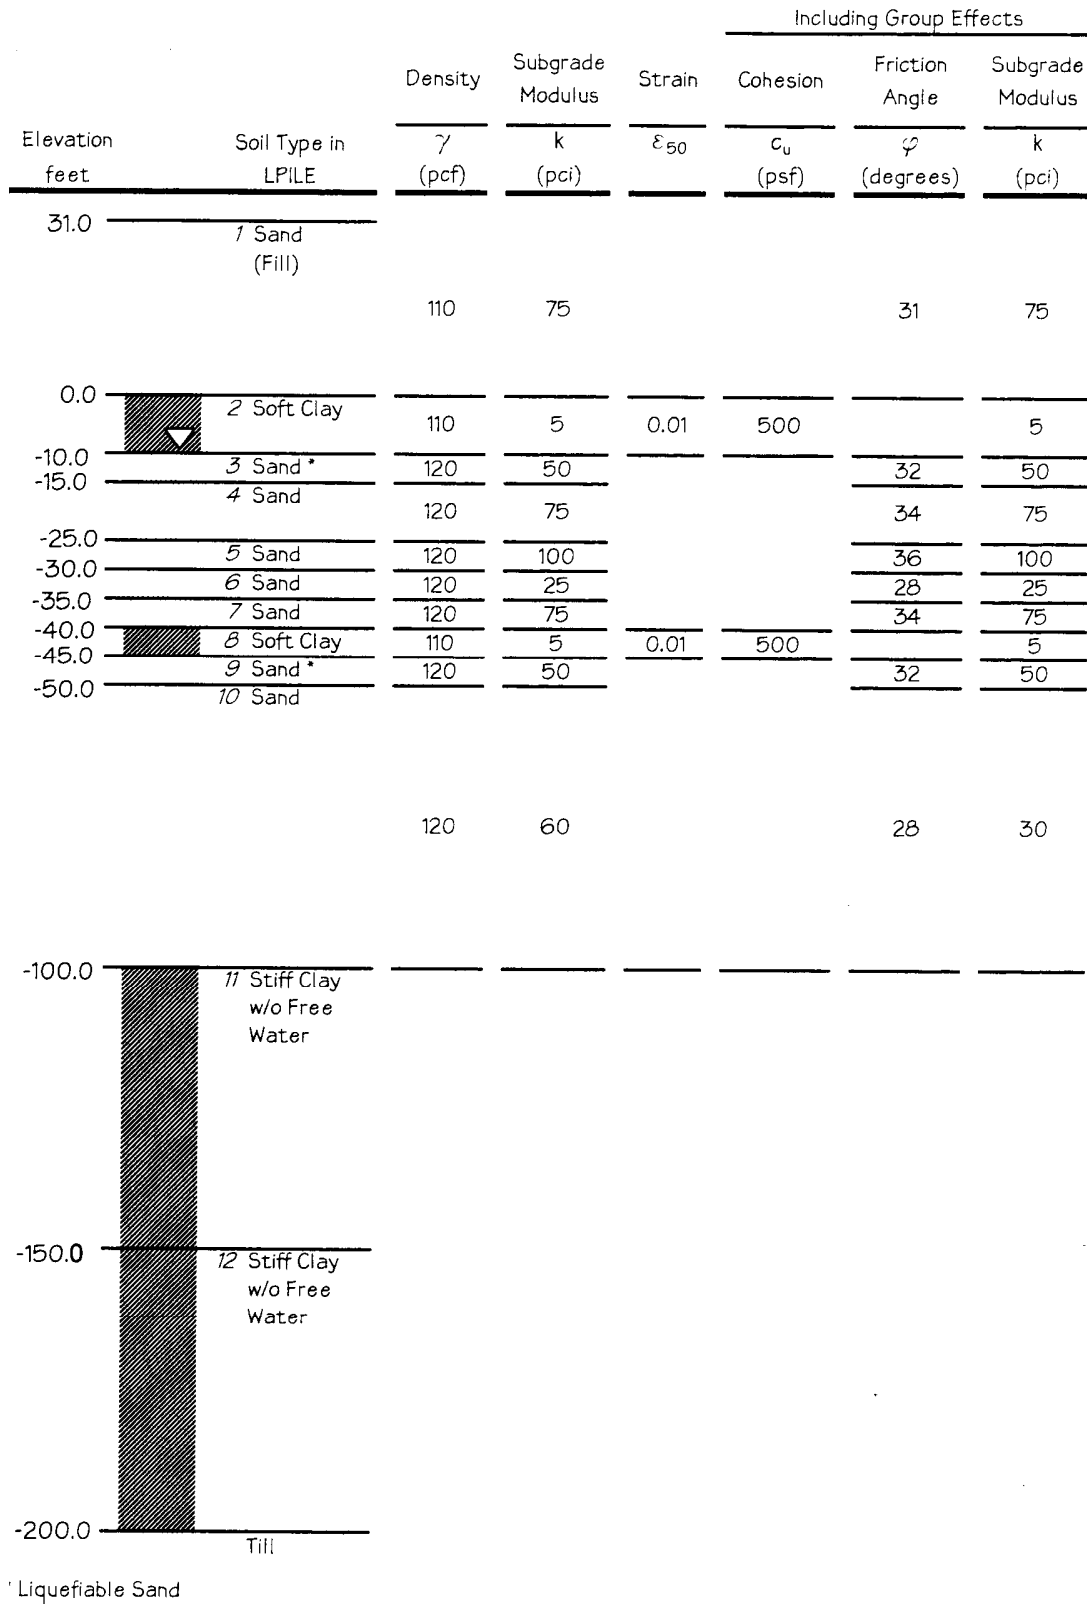 Including Group Effects
Density Subgrade Modulus Strain Cohesion Friction Angle Subgrade Modulus
Elevation feet Soil Type in LPILE γ (pcf) k (pci) ε50 cu (psf) φ (degrees) k (pci)
31.0
1 Sand
(Fill)
110 75 31 75
0.0
2 Soft Clay
110 5 0.01 500 5
-10.0
3 Sand * 120 50 32 50
-15.0
4 Sand
120 75 34 75
-25.0
5 Sand 120 100 36 100
-30.0
6 Sand 120 25 28 25
-35.0
7 Sand 120 75 34 75
-40.0
8 Soft Clay 110 5 0.01 500 5
-45.0
9 Sand * 120 50 32 50
-50.0
10 Sand
120 60 28 30
-100.0
11 Stiff Clay
w/o Free
Water
-150.0
12 Stiff Clay
w/o Free
Water
-200.0
Till
' Liquefiable Sand